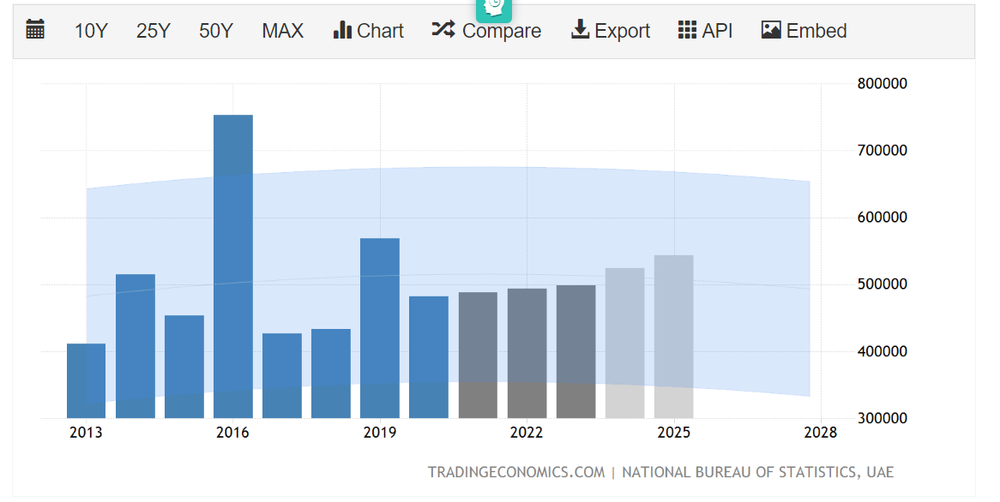 10Y 25Y 50Y MAX Chart Compare Export API Embed
800000
700000
600000
500000
400000
300000
2013 2016 2019 2022 2025 2028
TRADINGECONOMICS.COM | NATIONAL BUREAU OF STATISTICS, UAE